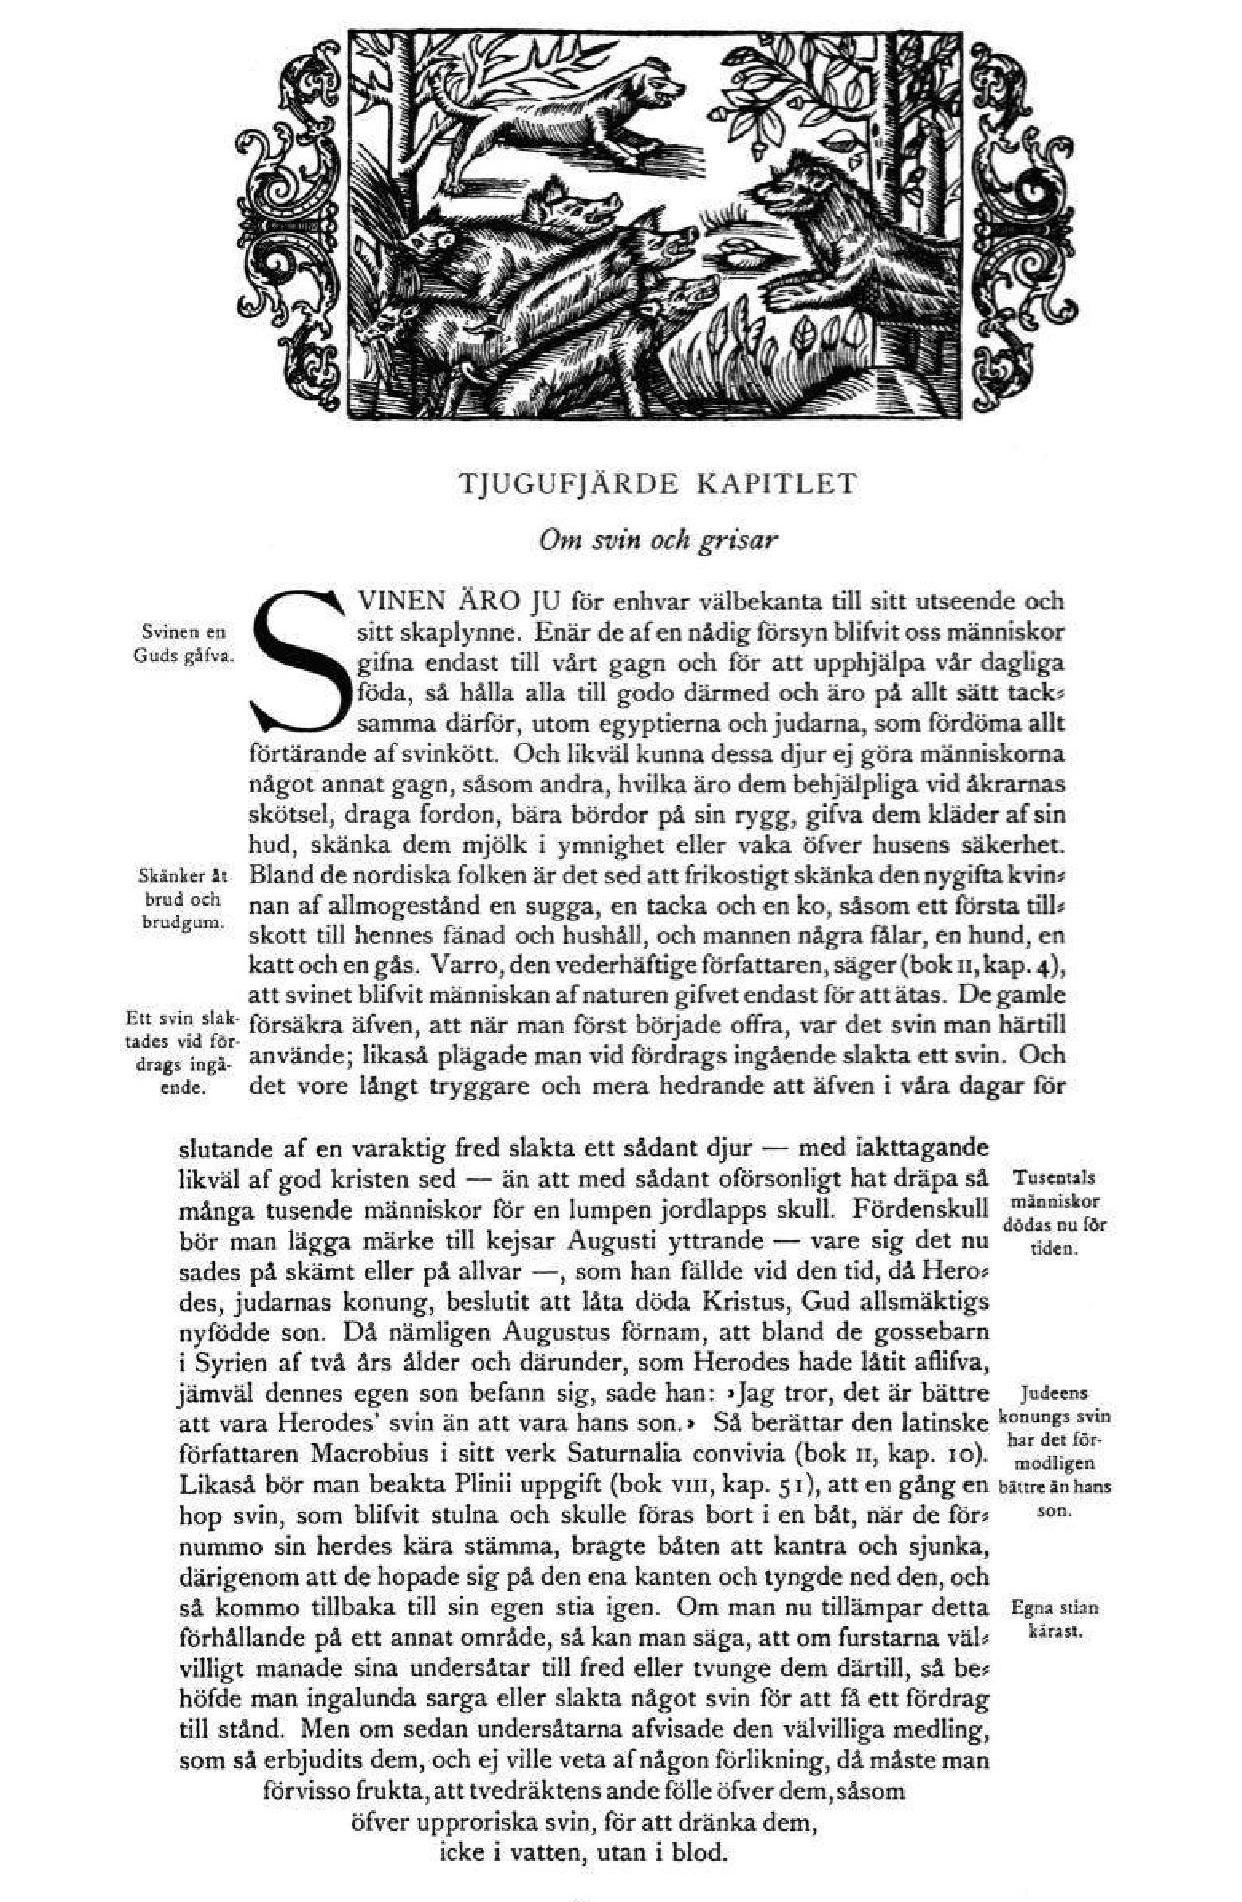 TJUGUFJÄRDE KAPITLET
Om svin och grisar
SVINEN ÄRO JU för enhvar välbekanta till sitt utseende och
sitt skaplynne. Enär de af en nådig försyn blifvit oss människor
gifna endast till vårt gagn och för att upphjälpa vår dagliga
föda, så hålla alla till godo därmed och äro på allt sätt tack⸗
samma därför, utom egyptierna och judarna, som fördöma allt
förtärande af svinkött. Och likväl kunna dessa djur ej göra människorna
något annat gagn, såsom andra, hvilka äro dem behjälpliga vid åkrarnas
skötsel, draga fordon, bära bördor på sin rygg, gifva dem kläder af sin
hud, skänka dem mjölk i ymnighet eller vaka öfver husens säkerhet.
Bland de nordiska folken är det sed att frikostigt skänka den nygifta kvin⸗
nan af allmogestånd en sugga, en tacka och en ko, såsom ett första till⸗
skott till hennes fänad och hushåll, och mannen några fålar, en hund, en
katt och en gås. Varro, den vederhäftige författaren, säger (bok II, kap. 4),
att svinet blifvit människan af naturen gifvet endast för att ätas. De gamle
försäkra äfven, att när man först började offra, var det svin man härtill
använde; likaså plägade man vid fördrags ingående slakta ett svin. Och
det vore långt tryggare och mera hedrande att äfven i våra dagar för
Svinen en
Guds gåfva.
Skänker åt
brud och
brudgum.
Ett svin slak-
tades vid för-
drags ingå-
ende.
slutande af en varaktig fred slakta ett sådant djur — med iakttagande
likväl af god kristen sed — än att med sådant oförsonligt hat dräpa så
många tusende människor för en lumpen jordlapps skull. Fördenskull
bör man lägga märke till kejsar Augusti yttrande — vare sig det nu
sades på skämt eller på allvar —, som han fällde vid den tid, då Hero⸗
des, judarnas konung, beslutit att låta döda Kristus, Gud allsmäktigs
nyfödde son. Då nämligen Augustus förnam, att bland de gossebarn
i Syrien af två års ålder och därunder, som Herodes hade låtit aflifva,
jämväl dennes egen son befann sig, sade han: »Jag tror, det är bättre
att vara Herodes' svin än att vara hans son.» Så berättar den latinske
författaren Macrobius i sitt verk Saturnalia convivia (bok II, kap. 10).
Likaså bör man beakta Plinii uppgift (bok VIII, kap. 51), att en gång en
hop svin, som blifvit stulna och skulle föras bort i en båt, när de för⸗
nummo sin herdes kära stämma, bragte båten att kantra och sjunka,
därigenom att de hopade sig på den ena kanten och tyngde ned den, och
så kommo tillbaka till sin egen stia igen. Om man nu tillämpar detta
förhållande på ett annat område, så kan man säga, att om furstarna väl⸗
villigt manade sina undersåtar till fred eller tvunge dem därtill, så be⸗
höfde man ingalunda sarga eller slakta något svin för att få ett fördrag
till stånd. Men om sedan undersåtarna afvisade den välvilliga medling,
som så erbjudits dem, och ej ville veta af någon förlikning, då måste man
förvisso frukta, att tvedräktens ande fölle öfver dem, såsom
öfver upproriska svin, för att dränka dem,
icke i vatten, utan i blod.
Tusentals
människor
dödas nu för
tiden.
Judeens
konungs svin
har det för-
modligen
bättre än hans
son.
Egna stian
kärast.